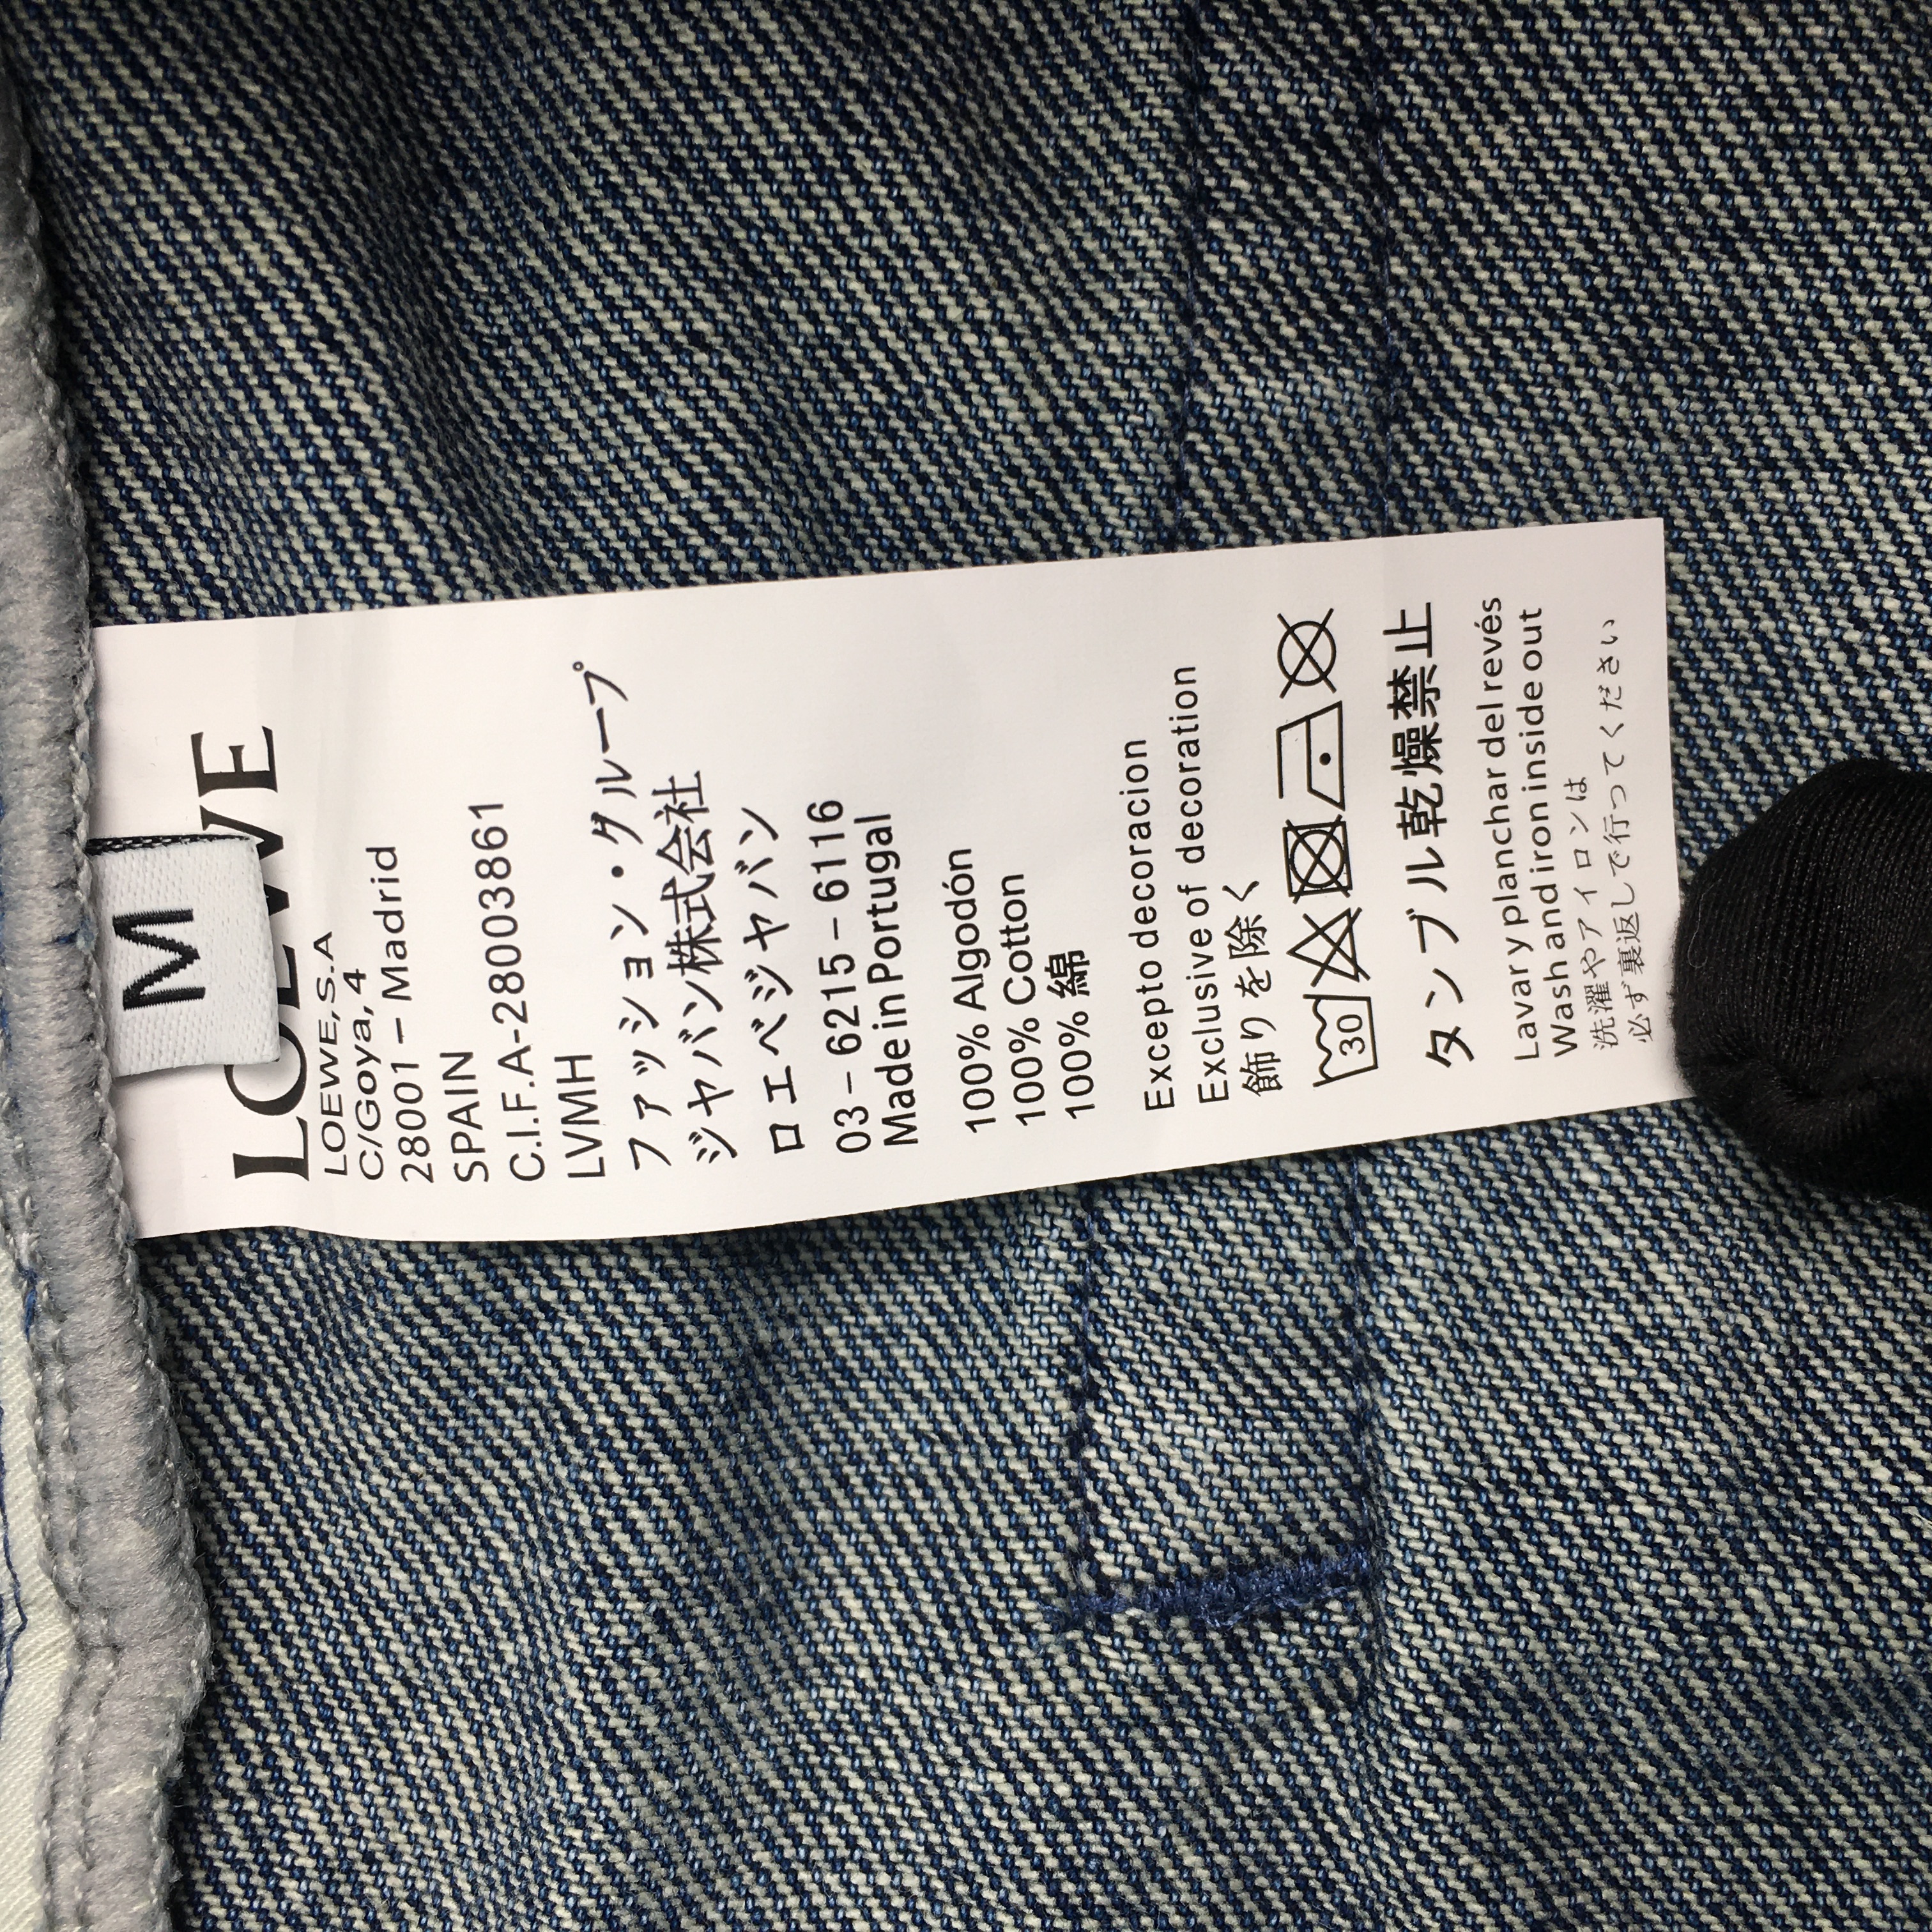 M
LOEWE
LOEWE,S.A
C/Goya,4
28001-Madrid
SPAIN
C.I.F.A-28003861
LVMH
ファッション・グループ
ジャバン株式会社
ロエベジャバン
03-6215-6116
Made in Portugal
100% Algodón
100% Cotton
100% 綿
Excepto decoracion
Exclusive of decoration
飾りを除く
30
タンブル乾燥禁止
Lavar y planchar del revés
Wash and iron inside out
洗濯やアイロンは
必ず裏返しで行ってください